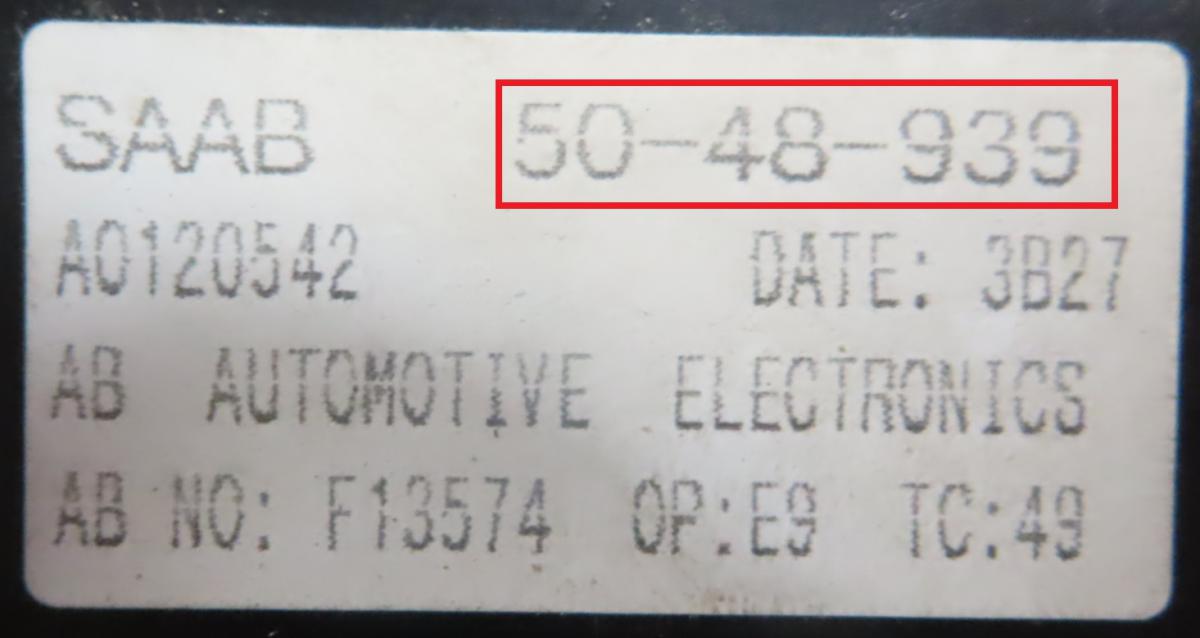 SAAB 50-48-939
A0120542 DATE: 3B27
AB AUTOMOTIVE ELECTRONICS
AB NO: F13574 OP:E9 TC:49